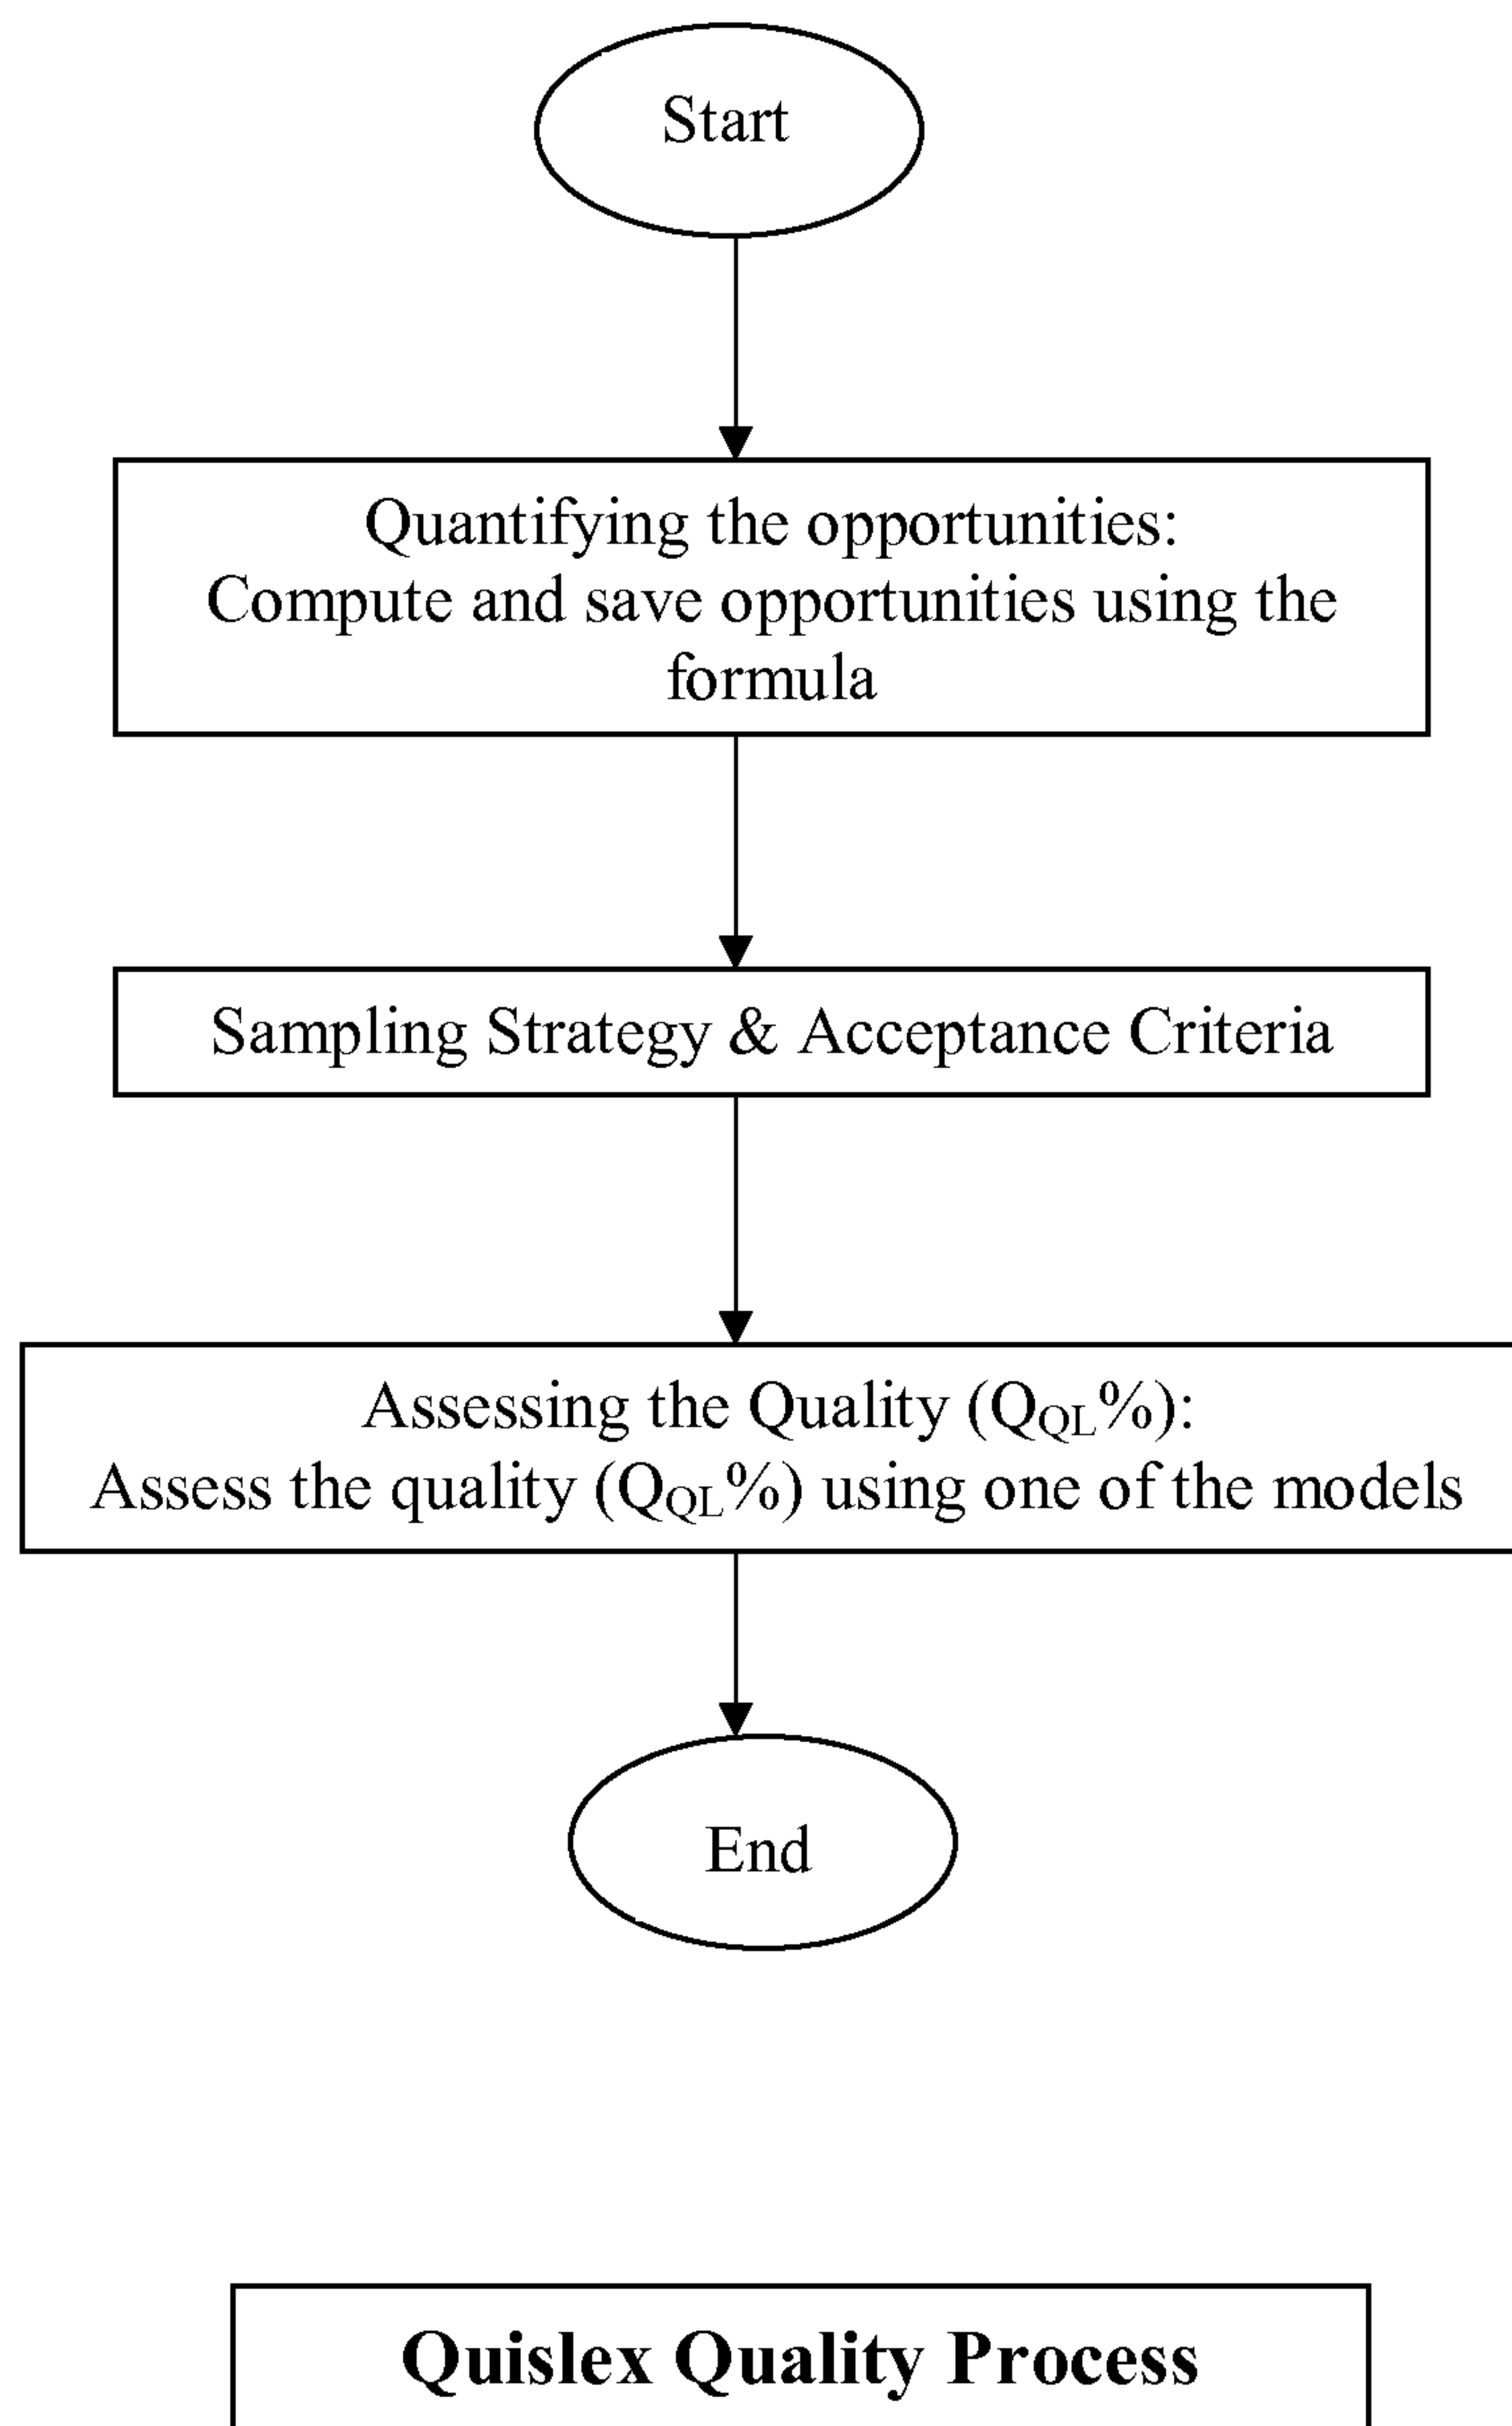 Start
Quantifying the opportunities:
Compute and save opportunities using the
formula
Sampling Strategy & Acceptance Criteria
Assessing the Quality (QQL%):
Assess the quality (QQL%) using one of the models
End
Quislex Quality Process